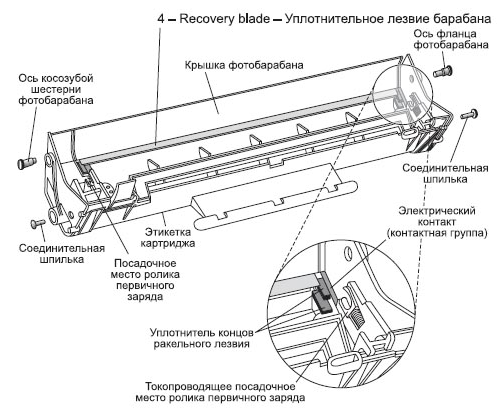 4 – Recovery blade – Уплотнительное лезвие барабана
Ось фланца
фотобарабана
Крышка фотобарабана
Ось косозубой
шестерни
фотобарабана
Соединительная
шпилька
Электрический
контакт
(контактная группа)
Этикетка
картриджа
Соединительная
шпилька
Посадочное
место ролика
первичного
заряда
Уплотнитель концов
ракельного лезвия
Токопроводящее посадочное
место ролика первичного заряда